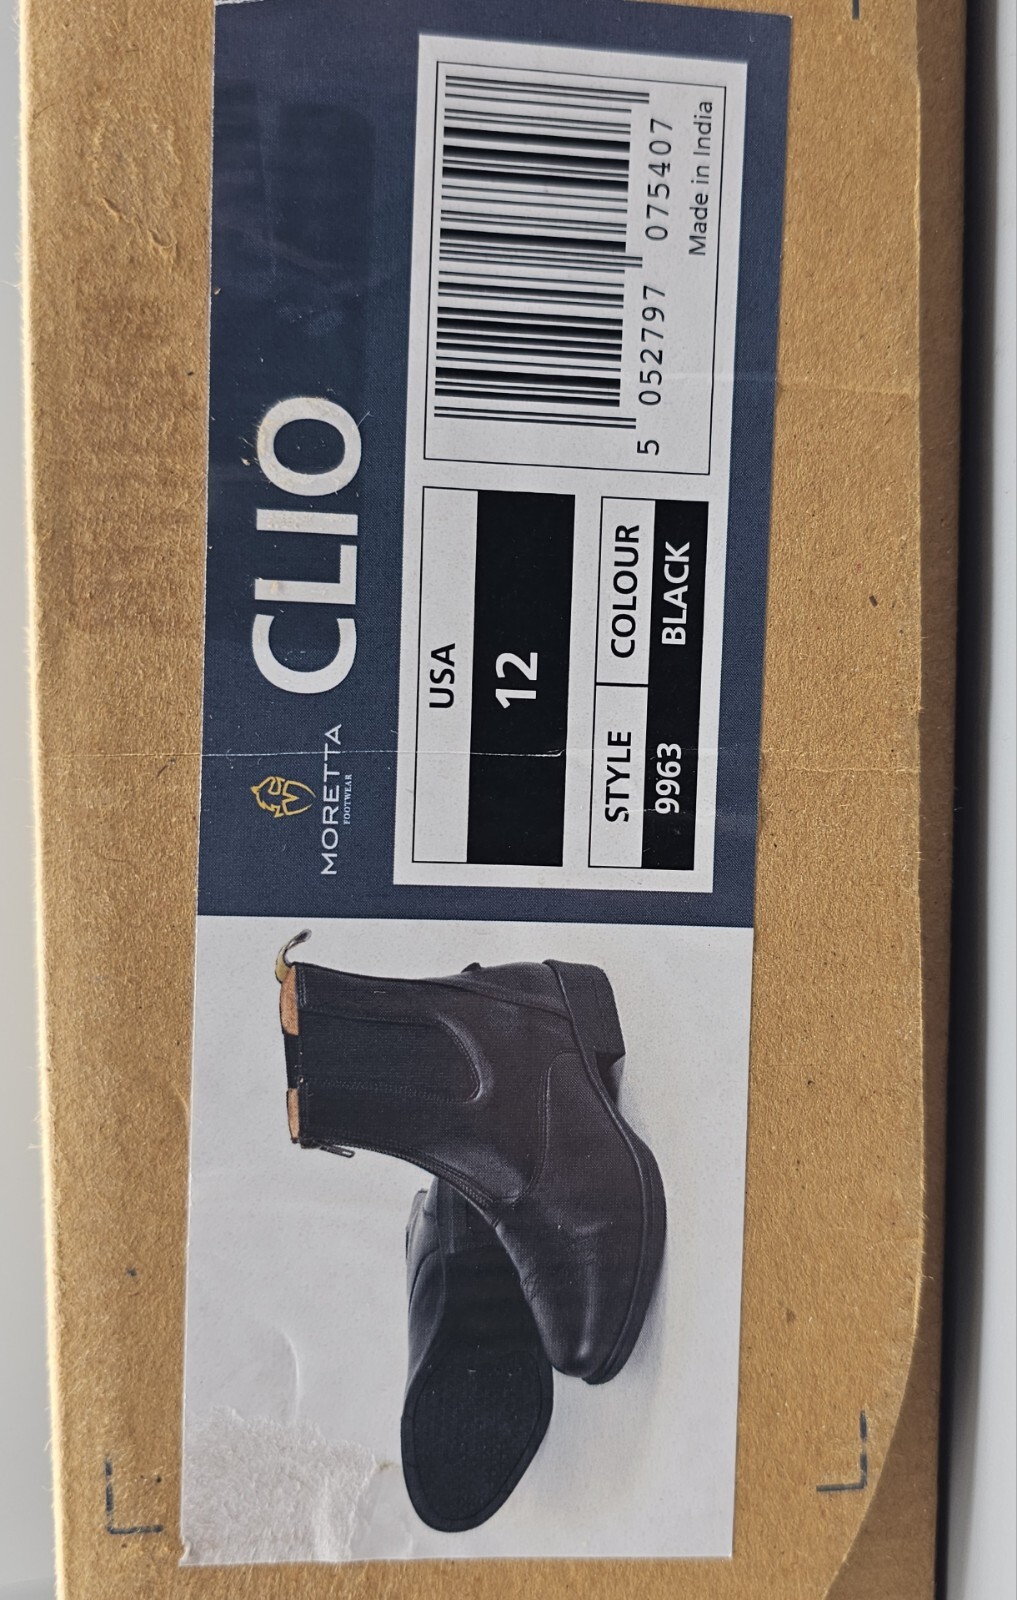 MORETTA
FOOTWEAR
CLIO
USA
12
STYLE COLOUR
9963 BLACK
5 052797 075407
Made in India